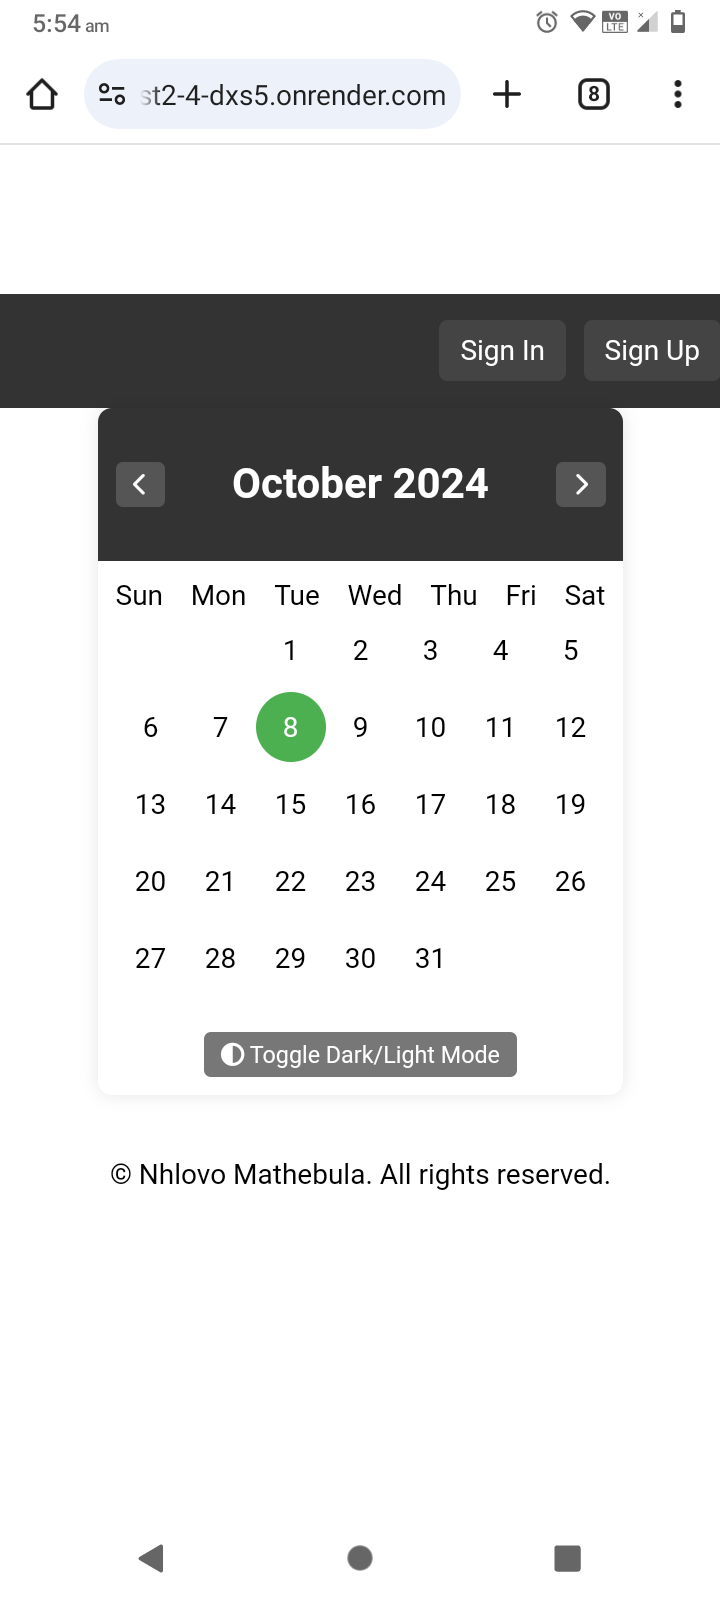 5:54 am
VO LTE
st2-4-dxs5.onrender.com
8
Sign In Sign Up
October 2024
Sun Mon Tue Wed Thu Fri Sat
1 2 3 4 5
6 7 8 9 10 11 12
13 14 15 16 17 18 19
20 21 22 23 24 25 26
27 28 29 30 31
Toggle Dark/Light Mode
© Nhlovo Mathebula. All rights reserved.